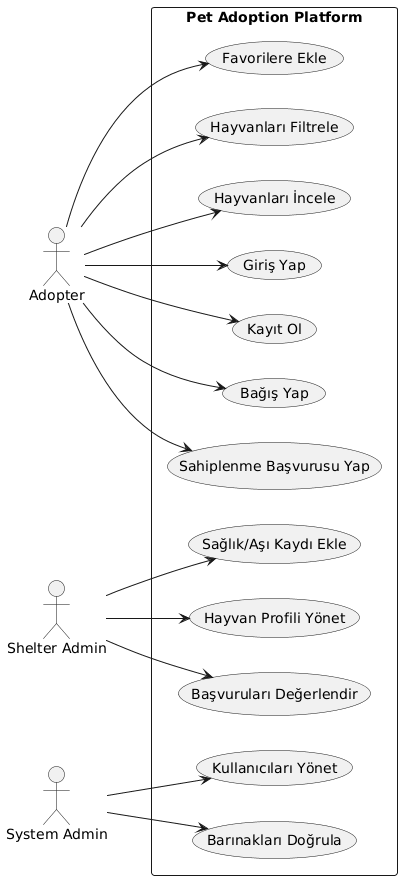 Pet Adoption Platform
Favorilere Ekle
Hayvanları Filtrele
Hayvanları İncele
Giriş Yap
Adopter
Kayıt Ol
Bağış Yap
Sahiplenme Başvurusu Yap
Sağlık/Aşı Kaydı Ekle
Hayvan Profili Yönet
Shelter Admin
Başvuruları Değerlendir
Kullanıcıları Yönet
System Admin
Barınakları Doğrula